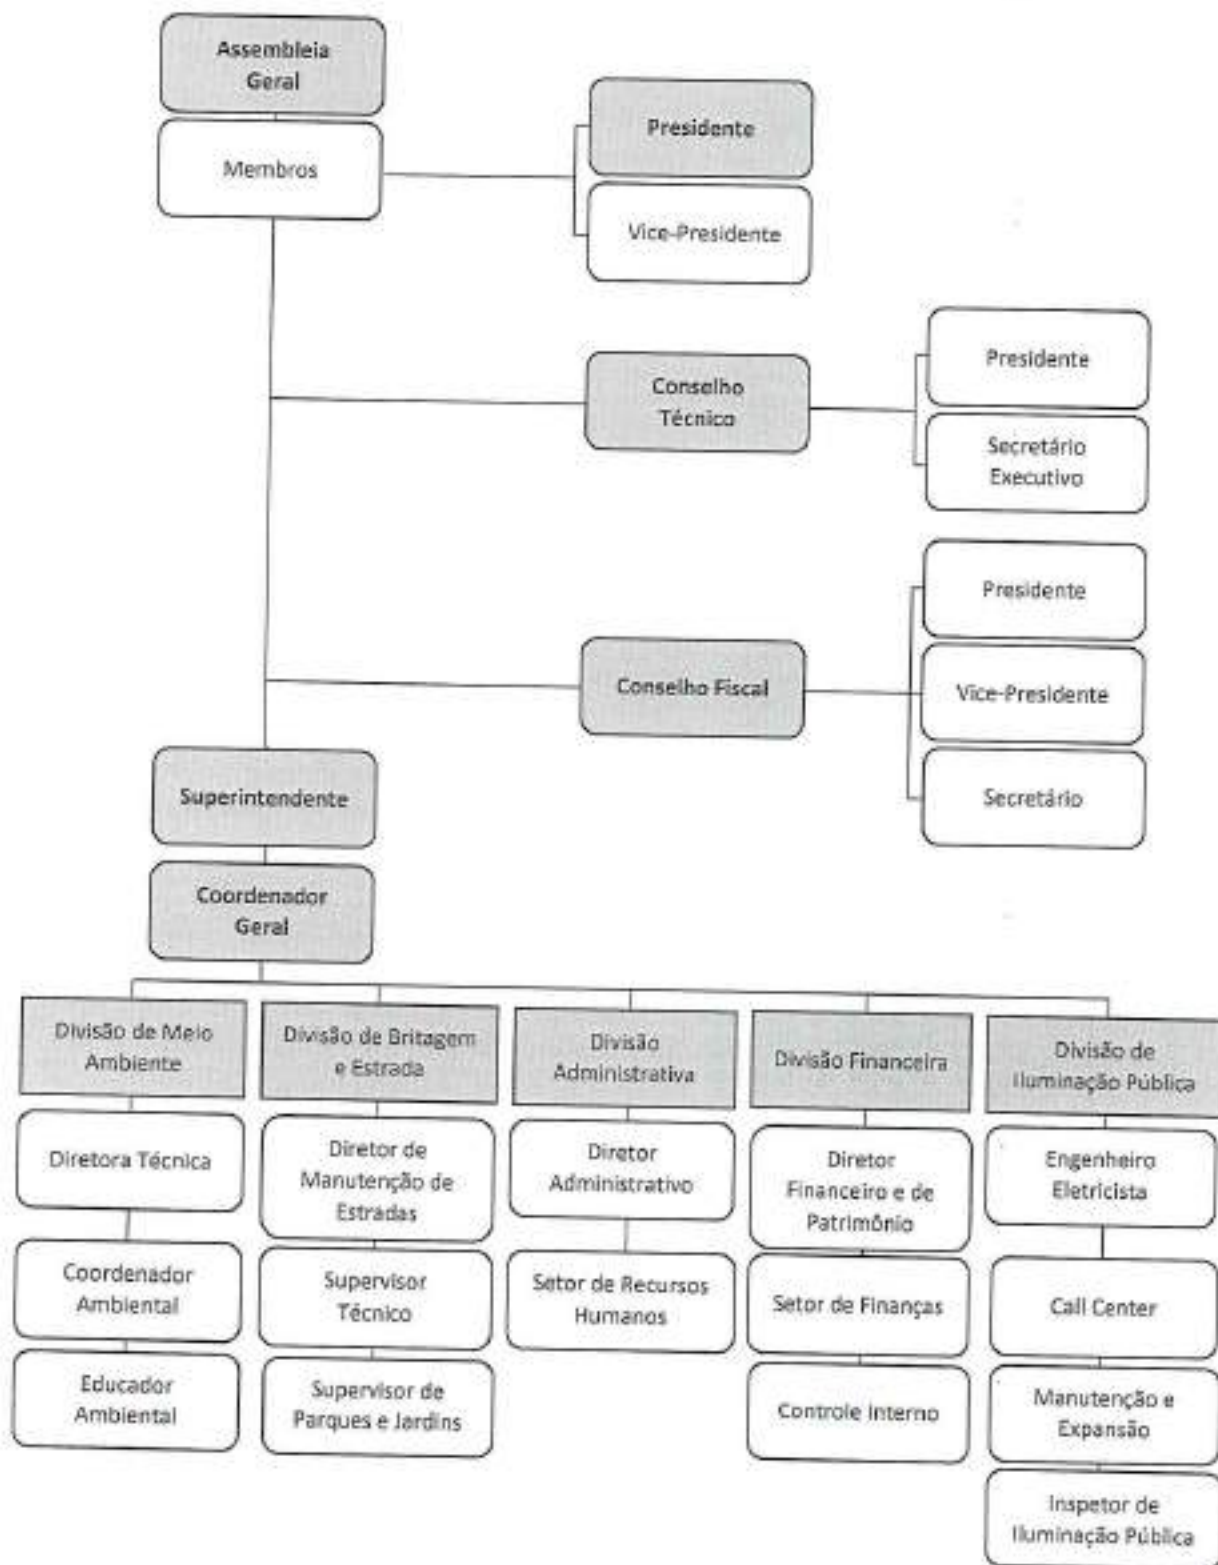 Assembleia
Geral
Membros
Presidente
Vice-Presidente
Conselho
Técnico
Presidente
Secretário
Executivo
Conselho Fiscal
Presidente
Vice-Presidente
Secretário
Superintendente
Coordenador
Geral
Divisão de Meio
Ambiente
Diretora Técnica
Coordenador
Ambiental
Educador
Ambiental
Divisão de Britagem
e Estrada
Diretor de
Manutenção de
Estradas
Supervisor
Técnico
Supervisor de
Parques e Jardins
Divisão
Administrativa
Diretor
Administrativo
Setor de Recursos
Humanos
Divisão Financeira
Diretor
Financeiro e de
Patrimônio
Setor de Finanças
Controle Interno
Divisão de
Iluminação Pública
Engenheiro
Eletricista
Call Center
Manutenção e
Expansão
Inspetor de
Iluminação Pública